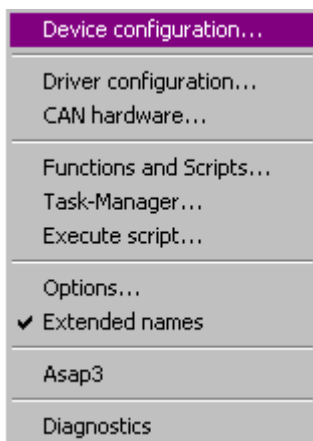 Device configuration...
Driver configuration...
CAN hardware...
Functions and Scripts...
Task-Manager...
Execute script...
Options...
Extended names
Asap3
Diagnostics